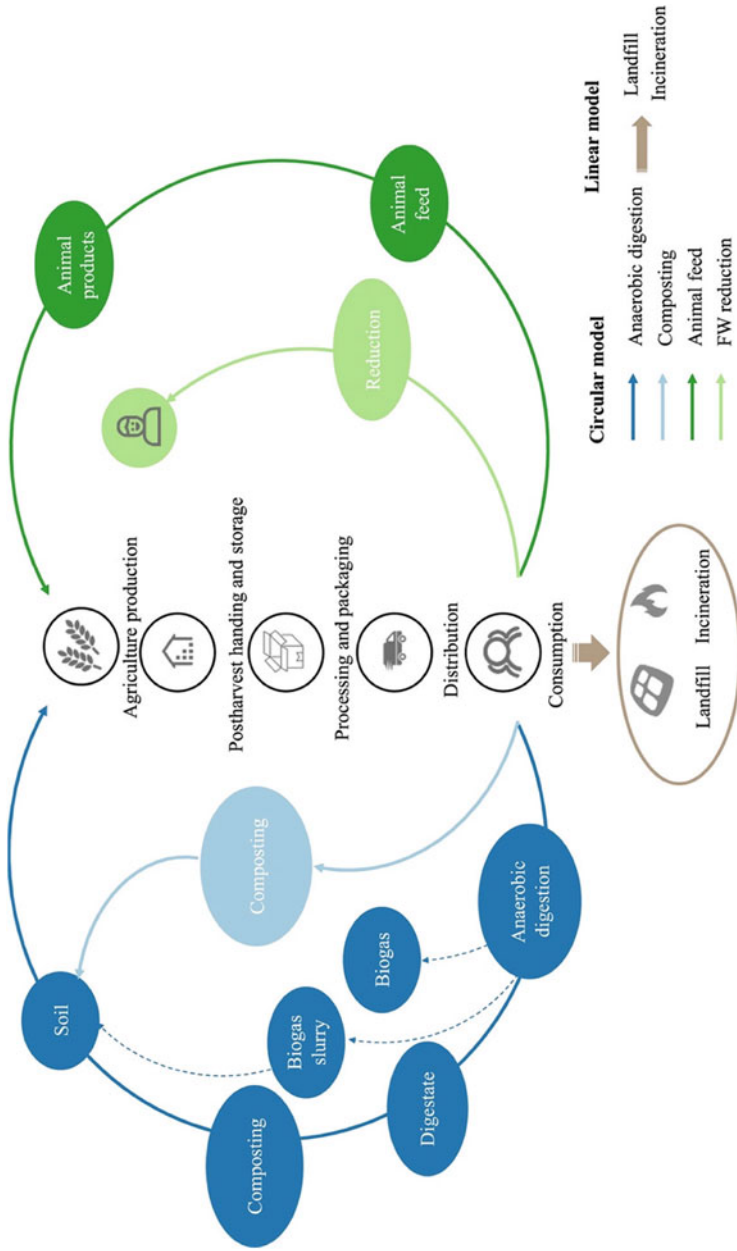 Soil
Composting
Digestate
Biogas
slurry
Biogas
Anaerobic
digestion
Composting
Agriculture production
Postharvest handing and storage
Processing and packaging
Distribution
Consumption
Landfill
Incineration
Animal
products
Animal
feed
Reduction
Circular model
Anaerobic digestion
Composting
Animal feed
FW reduction
Linear model
Landfill
Incineration